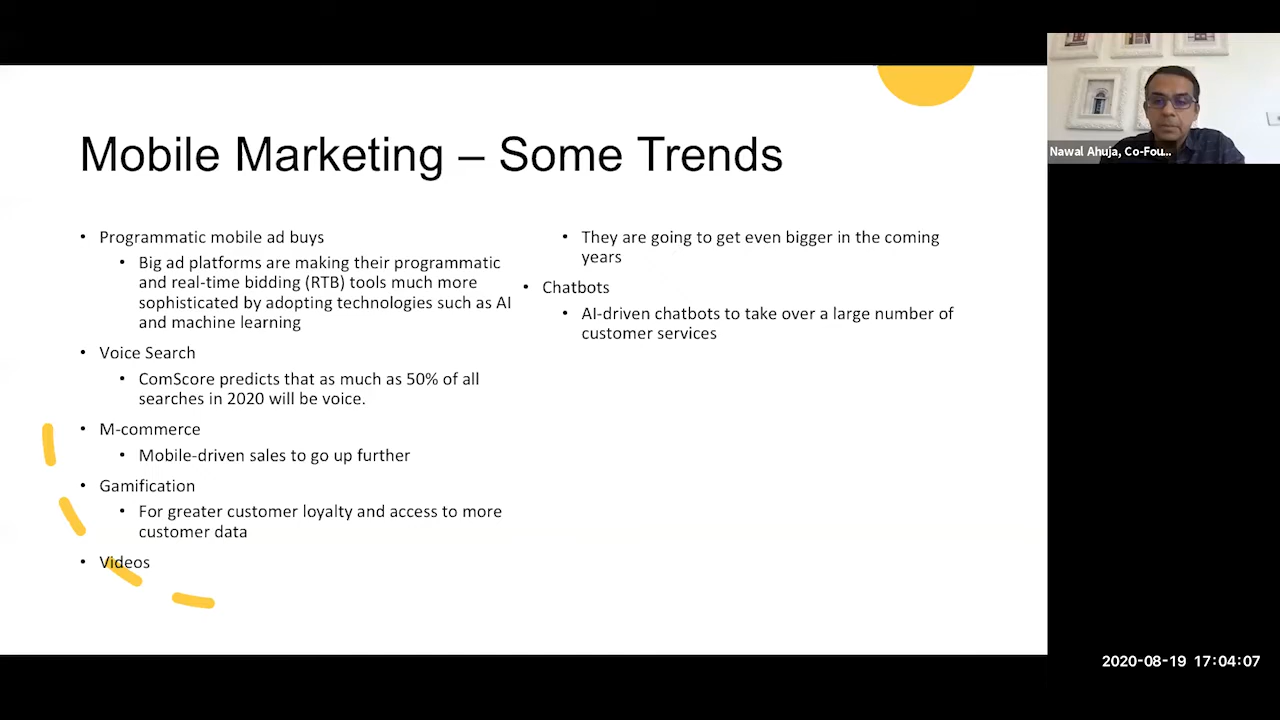 Mobile Marketing – Some Trends
• Programmatic mobile ad buys
• Big ad platforms are making their programmatic
and real-time bidding (RTB) tools much more
sophisticated by adopting technologies such as AI
and machine learning
• Voice Search
• ComScore predicts that as much as 50% of all
searches in 2020 will be voice.
• M-commerce
• Mobile-driven sales to go up further
• Gamification
• For greater customer loyalty and access to more
customer data
• Videos
• They are going to get even bigger in the coming
years
• Chatbots
• AI-driven chatbots to take over a large number of
customer services
Nawal Ahuja, Co-Fou...
2020-08-19 17:04:07